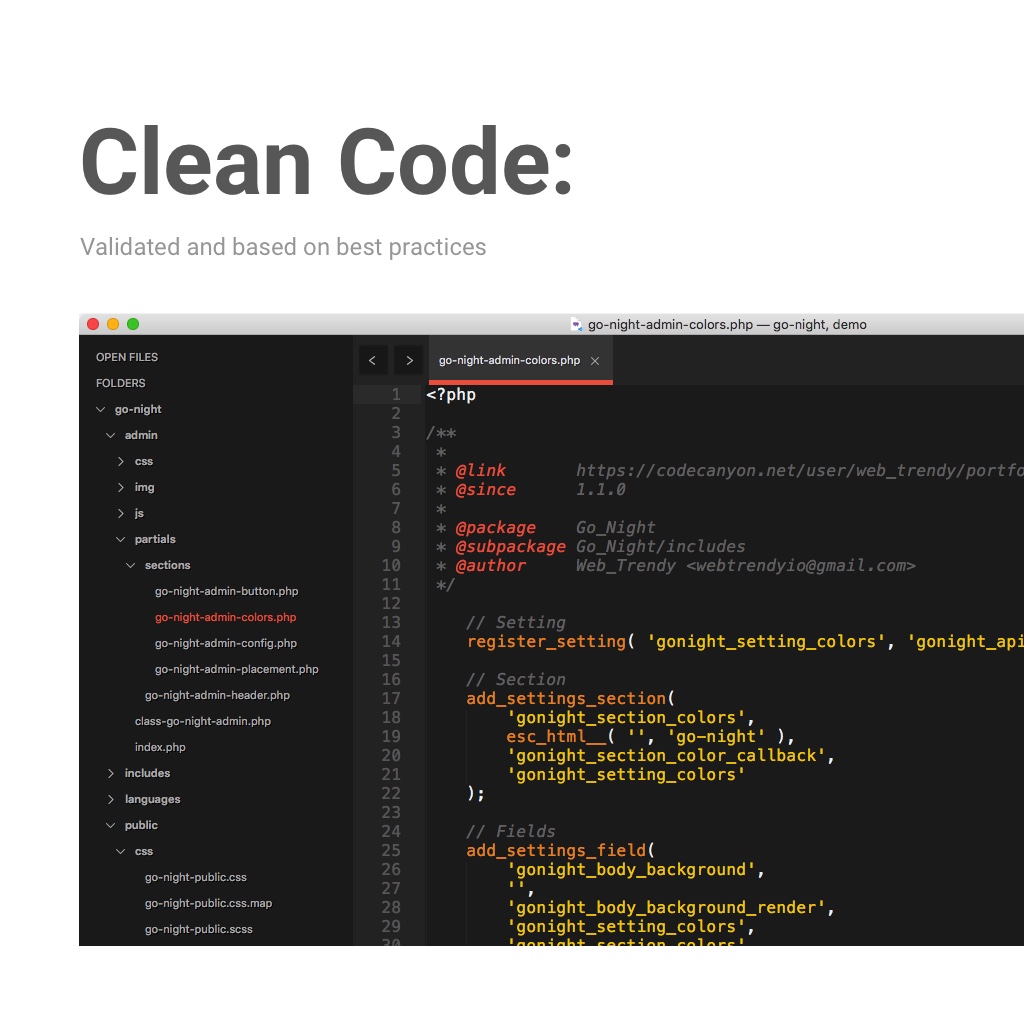 Clean Code:
Validated and based on best practices
go-night-admin-colors.php — go-night, demo
OPEN FILES
FOLDERS
go-night
admin
css
img
js
partials
sections
go-night-admin-button.php
go-night-admin-colors.php
go-night-admin-config.php
go-night-admin-placement.php
go-night-admin-header.php
class-go-night-admin.php
index.php
includes
languages
public
css
go-night-public.css
go-night-public.css.map
go-night-public.scss
go-night-admin-colors.php
1 <?php
2
3 /**
4 *
5 * @link https://codecanyon.net/user/web_trendy/portfo
6 * @since 1.1.0
7 *
8 * @package Go_Night
9 * @subpackage Go_Night/includes
10 * @author Web_Trendy <webtrendyio@gmail.com>
11 */
12
13 // Setting
14 register_setting( 'gonight_setting_colors', 'gonight_api
15
16 // Section
17 add_settings_section(
18 'gonight_section_colors',
19 esc_html__( '', 'go-night' ),
20 'gonight_section_color_callback',
21 'gonight_setting_colors'
22 );
23
24 // Fields
25 add_settings_field(
26 'gonight_body_background',
27 '',
28 'gonight_body_background_render',
29 'gonight_setting_colors',
30 'gonight_section_colors'